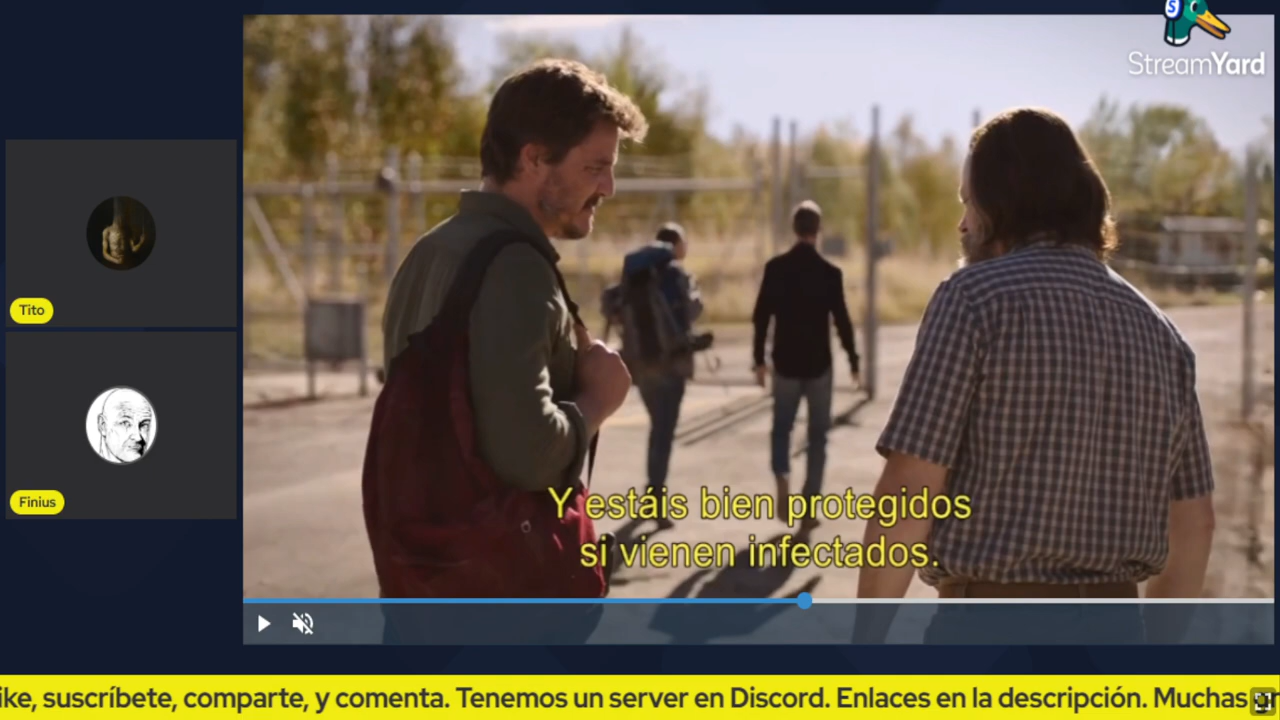 S
StreamYard
Tito
Finius
Y estáis bien protegidos
si vienen infectados.
ike, suscríbete, comparte, y comenta. Tenemos un server en Discord. Enlaces en la descripción. Muchas